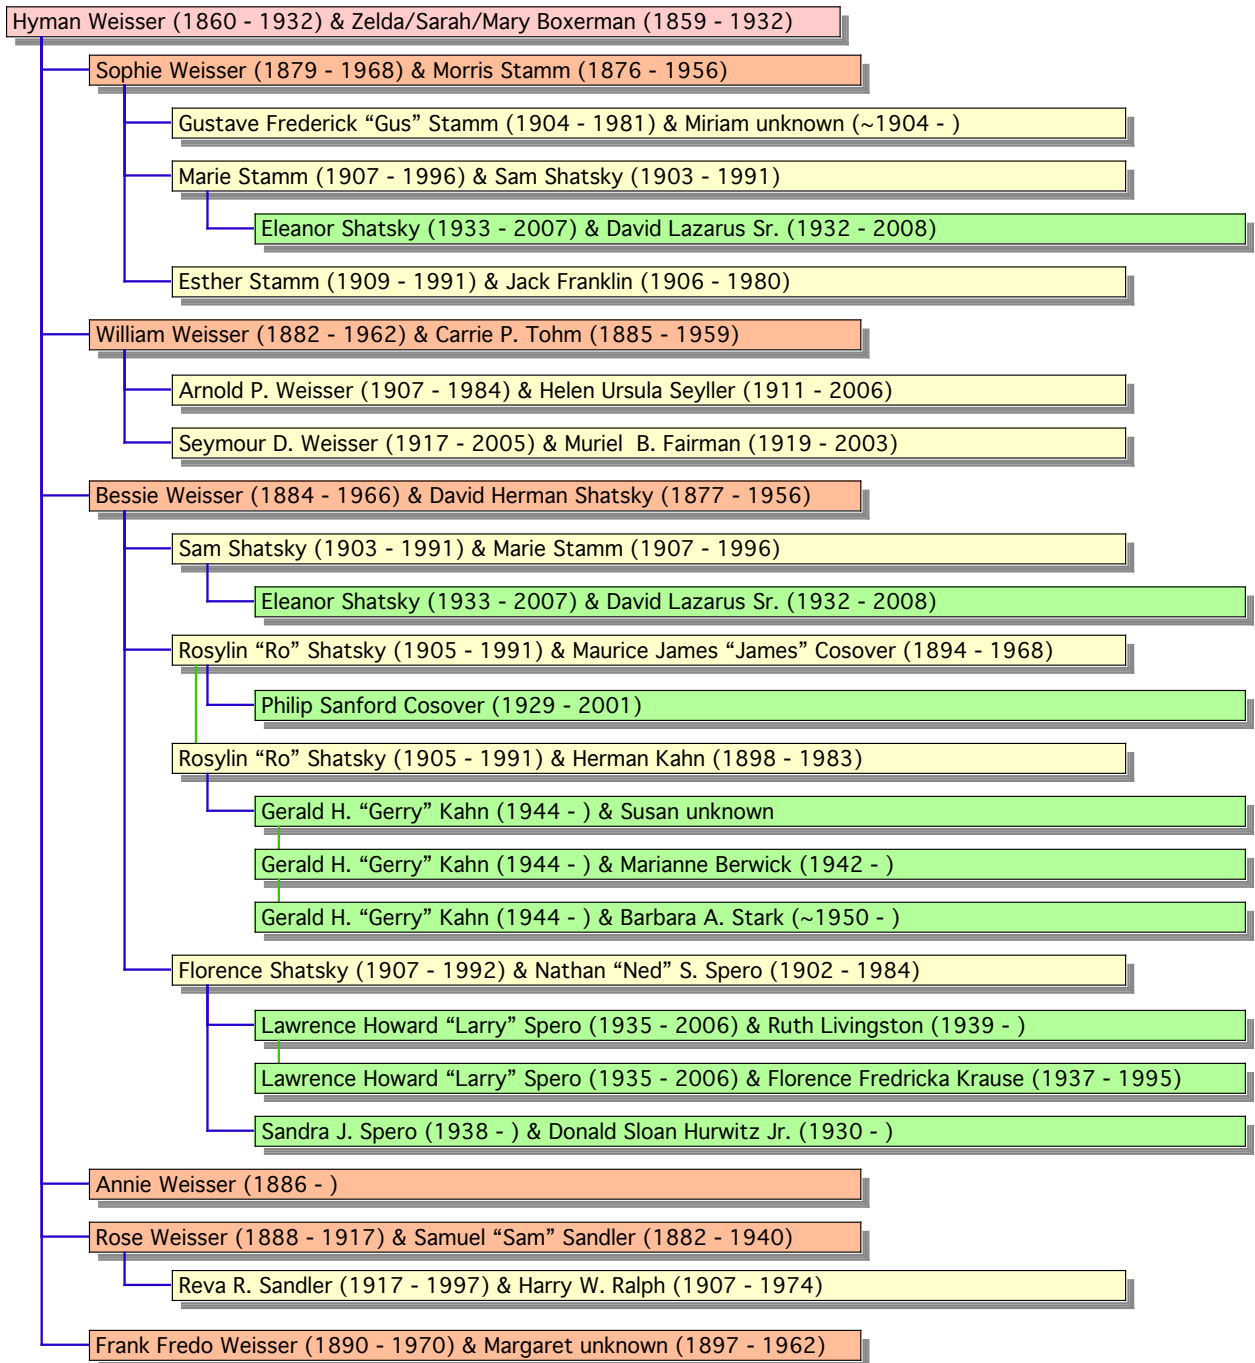 Hyman Weisser (1860 - 1932) & Zelda/Sarah/Mary Boxerman (1859 - 1932)
Sophie Weisser (1879 - 1968) & Morris Stamm (1876 - 1956)
Gustave Frederick “Gus” Stamm (1904 - 1981) & Miriam unknown (~1904 - )
Marie Stamm (1907 - 1996) & Sam Shatsky (1903 - 1991)
Eleanor Shatsky (1933 - 2007) & David Lazarus Sr. (1932 - 2008)
Esther Stamm (1909 - 1991) & Jack Franklin (1906 - 1980)
William Weisser (1882 - 1962) & Carrie P. Tohm (1885 - 1959)
Arnold P. Weisser (1907 - 1984) & Helen Ursula Seyller (1911 - 2006)
Seymour D. Weisser (1917 - 2005) & Muriel  B. Fairman (1919 - 2003)
Bessie Weisser (1884 - 1966) & David Herman Shatsky (1877 - 1956)
Sam Shatsky (1903 - 1991) & Marie Stamm (1907 - 1996)
Eleanor Shatsky (1933 - 2007) & David Lazarus Sr. (1932 - 2008)
Rosylin “Ro” Shatsky (1905 - 1991) & Maurice James “James” Cosover (1894 - 1968)
Philip Sanford Cosover (1929 - 2001)
Rosylin “Ro” Shatsky (1905 - 1991) & Herman Kahn (1898 - 1983)
Gerald H. “Gerry” Kahn (1944 - ) & Susan unknown
Gerald H. “Gerry” Kahn (1944 - ) & Marianne Berwick (1942 - )
Gerald H. “Gerry” Kahn (1944 - ) & Barbara A. Stark (~1950 - )
Florence Shatsky (1907 - 1992) & Nathan “Ned” S. Spero (1902 - 1984)
Lawrence Howard “Larry” Spero (1935 - 2006) & Ruth Livingston (1939 - )
Lawrence Howard “Larry” Spero (1935 - 2006) & Florence Fredricka Krause (1937 - 1995)
Sandra J. Spero (1938 - ) & Donald Sloan Hurwitz Jr. (1930 - )
Annie Weisser (1886 - )
Rose Weisser (1888 - 1917) & Samuel “Sam” Sandler (1882 - 1940)
Reva R. Sandler (1917 - 1997) & Harry W. Ralph (1907 - 1974)
Frank Fredo Weisser (1890 - 1970) & Margaret unknown (1897 - 1962)